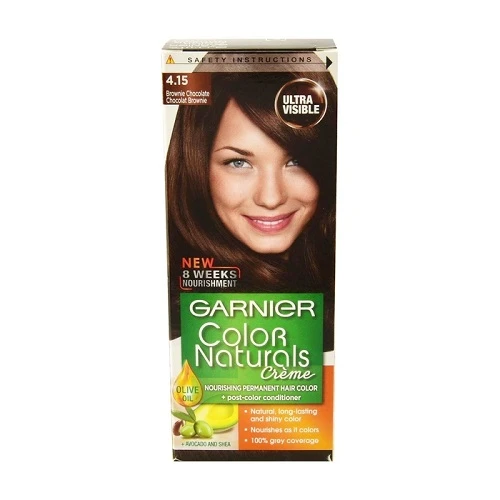 SAFETY INSTRUCTIONS
4.15
Brownie Chocolate
Chocolat Brownie
ULTRA
VISIBLE
NEW
8 WEEKS
NOURISHMENT
GARNIER
Color
Naturals
Crème
NOURISHING PERMANENT HAIR COLOR
+ post-color conditioner
OLIVE
OIL
• Natural, long-lasting
and shiny color
• Nourishes as it colors
• 100% grey coverage
+ AVOCADO AND SHEA